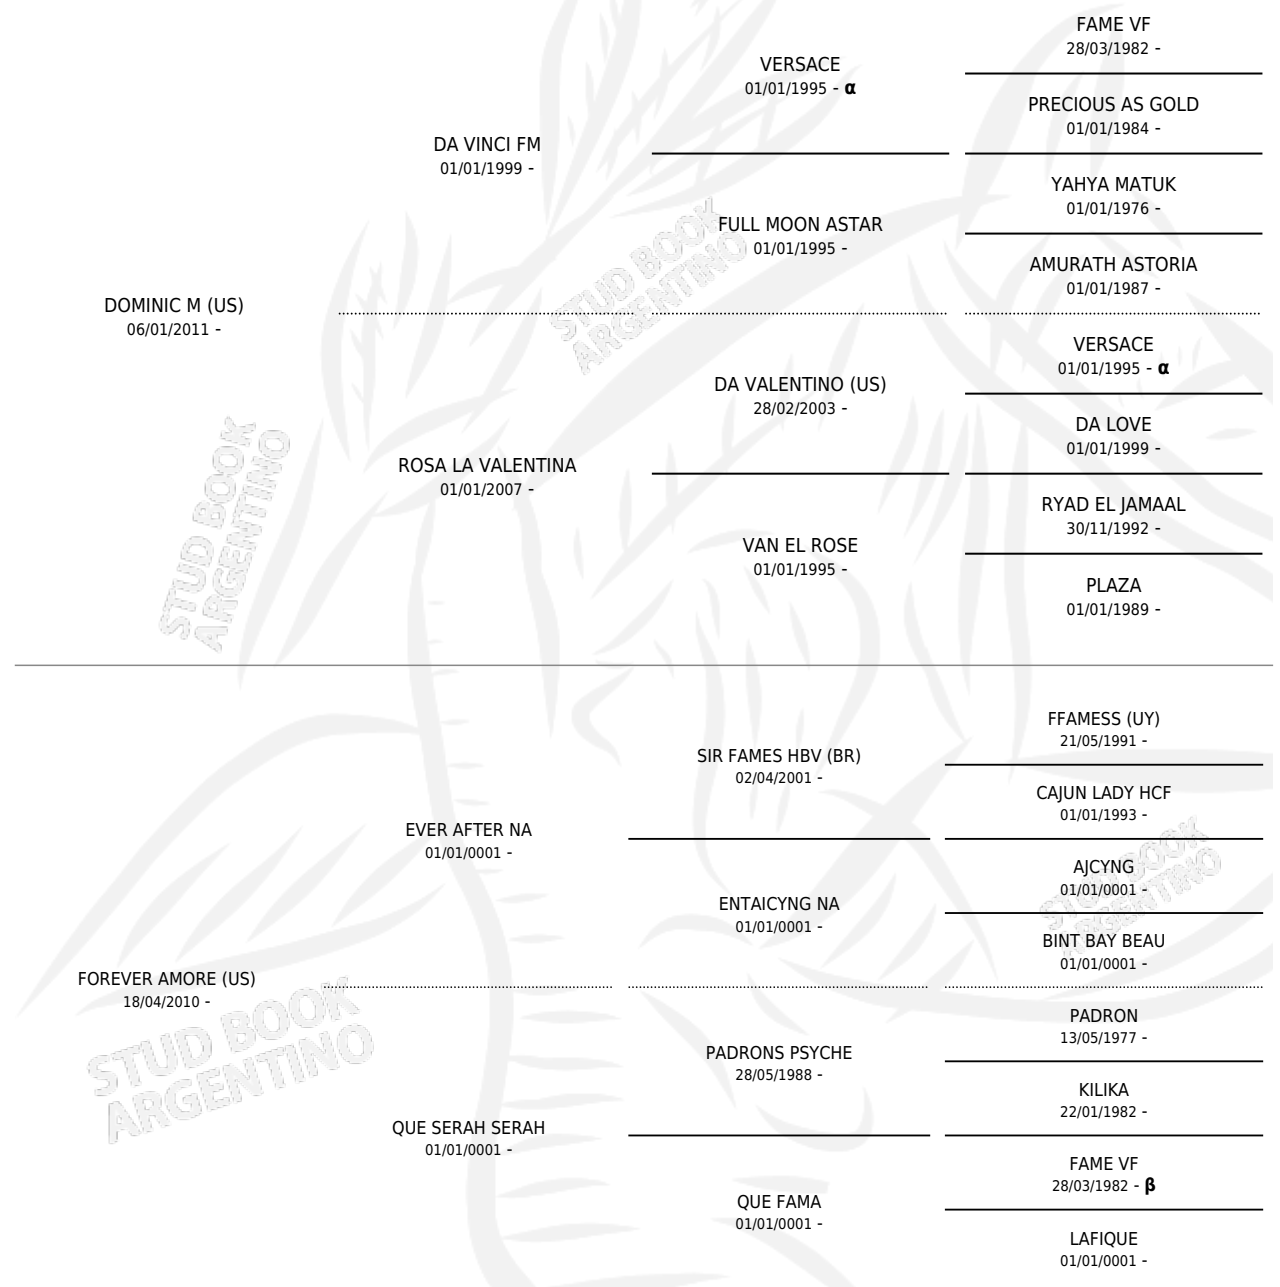 FAME VF
28/03/1982 -
VERSACE
01/01/1995 - α
PRECIOUS AS GOLD
01/01/1984 -
DA VINCI FM
01/01/1999 -
YAHYA MATUK
01/01/1976 -
FULL MOON ASTAR
01/01/1995 -
AMURATH ASTORIA
01/01/1987 -
DOMINIC M (US)
06/01/2011 -
VERSACE
01/01/1995 - α
DA VALENTINO (US)
28/02/2003 -
DA LOVE
01/01/1999 -
ROSA LA VALENTINA
01/01/2007 -
RYAD EL JAMAAL
30/11/1992 -
VAN EL ROSE
01/01/1995 -
PLAZA
01/01/1989 -
FFAMESS (UY)
21/05/1991 -
SIR FAMES HBV (BR)
02/04/2001 -
CAJUN LADY HCF
01/01/1993 -
EVER AFTER NA
01/01/0001 -
AJCYNG
01/01/0001 -
ENTAICYNG NA
01/01/0001 -
BINT BAY BEAU
01/01/0001 -
FOREVER AMORE (US)
18/04/2010 -
PADRON
13/05/1977 -
PADRONS PSYCHE
28/05/1988 -
KILIKA
22/01/1982 -
QUE SERAH SERAH
01/01/0001 -
FAME VF
28/03/1982 - β
QUE FAMA
01/01/0001 -
LAFIQUE
01/01/0001 -
STUD BOOK
ARGENTINO
STUD BOOK
ARGENTINO
STUD BOOK
ARGENTINO
STUD BOOK
ARGENTINO